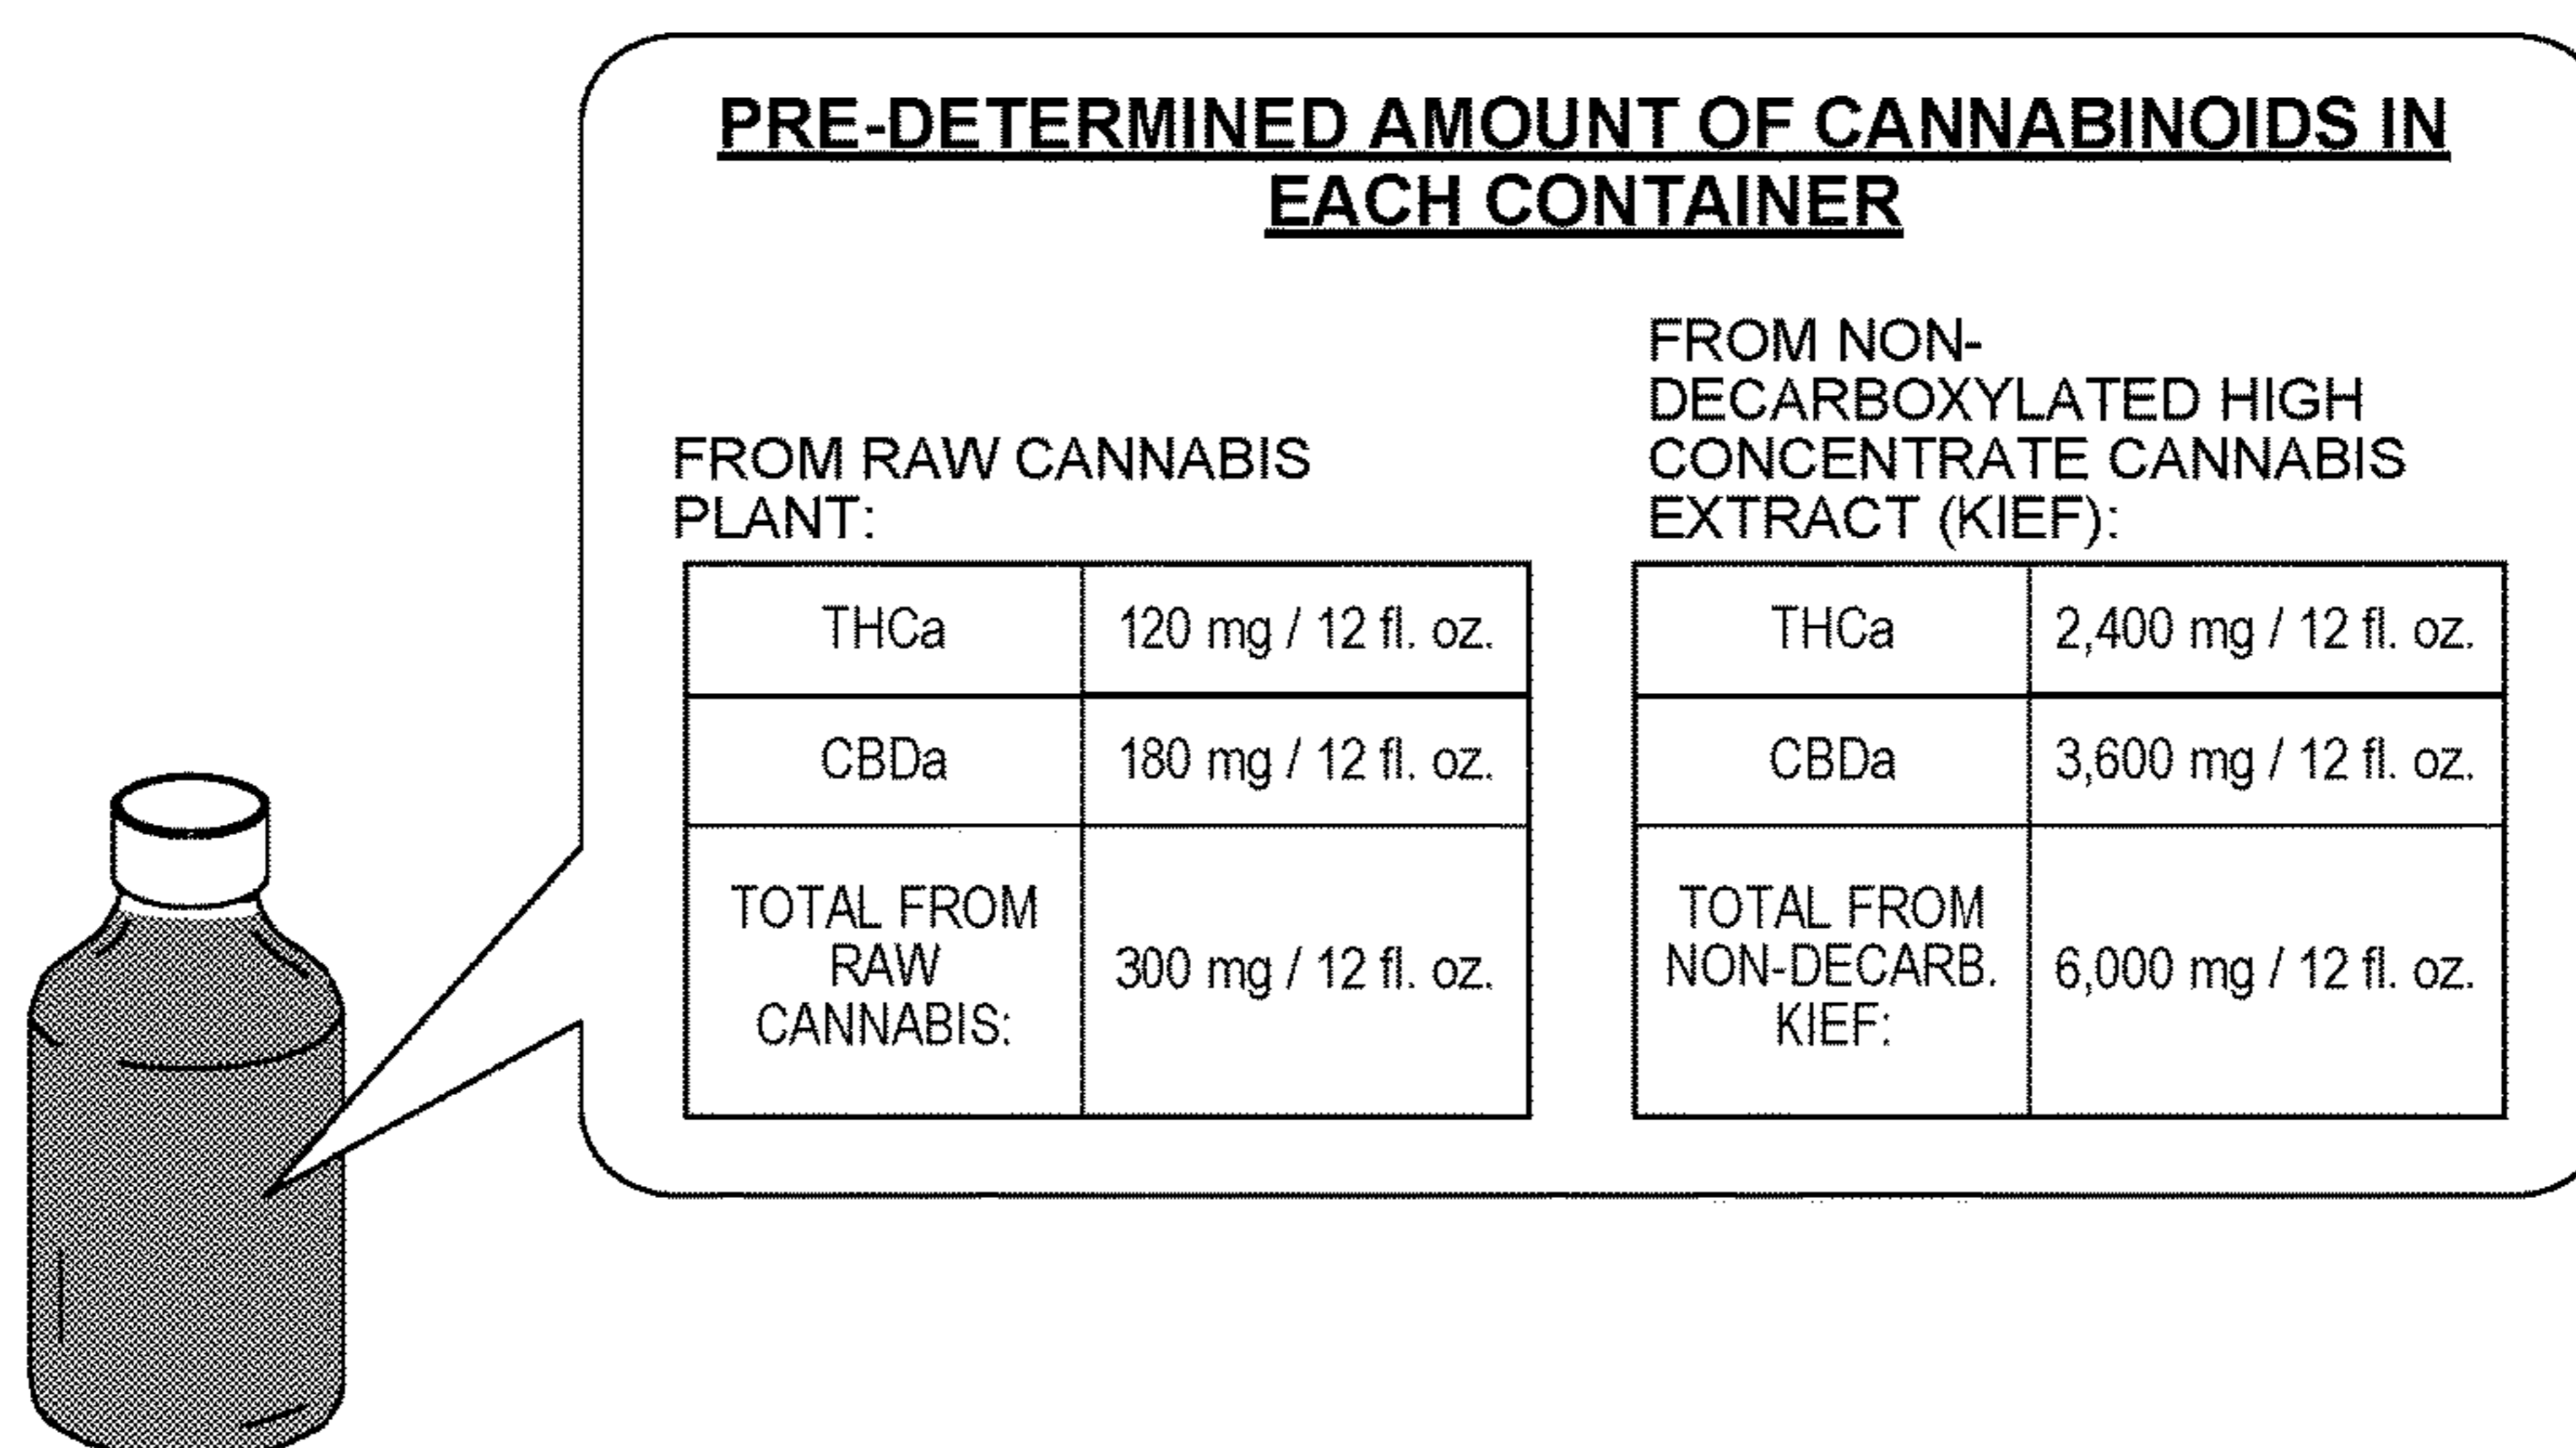 PRE-DETERMINED AMOUNT OF CANNABINOIDS IN
EACH CONTAINER
FROM RAW CANNABIS
PLANT:
THCa 120 mg / 12 fl. oz.
CBDa 180 mg / 12 fl. oz.
TOTAL FROM
RAW
CANNABIS:
300 mg / 12 fl. oz.
FROM NON-
DECARBOXYLATED HIGH
CONCENTRATE CANNABIS
EXTRACT (KIEF):
THCa 2,400 mg / 12 fl. oz.
CBDa 3,600 mg / 12 fl. oz.
TOTAL FROM
NON-DECARB.
KIEF:
6,000 mg / 12 fl. oz.